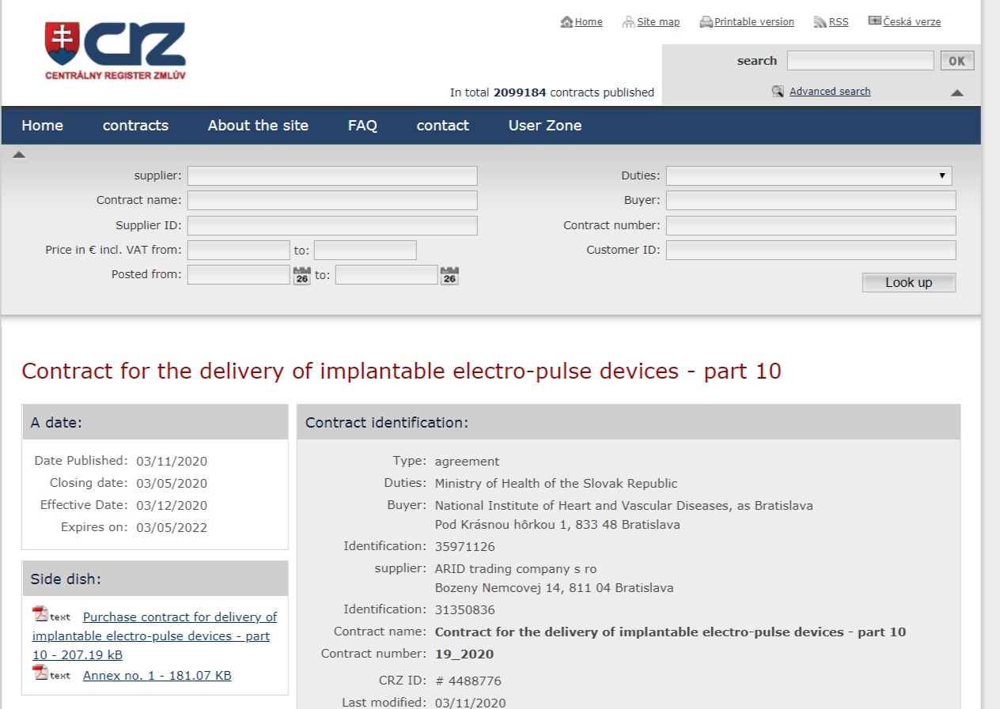 Home Site map Printable version RSS Česká verze
crz
CENTRÁLNY REGISTER ZMLÚV
search OK
In total 2099184 contracts published
Advanced search
Home contracts About the site FAQ contact User Zone
supplier: Duties:
Contract name: Buyer:
Supplier ID: Contract number:
Price in € incl. VAT from: to: Customer ID:
Posted from: 26 to: 26
Look up
Contract for the delivery of implantable electro-pulse devices - part 10
A date:
Date Published: 03/11/2020
Closing date: 03/05/2020
Effective Date: 03/12/2020
Expires on: 03/05/2022
Side dish:
text Purchase contract for delivery of
implantable electro-pulse devices - part
10 - 207.19 kB
text Annex no. 1 - 181.07 KB
Contract identification:
Type: agreement
Duties: Ministry of Health of the Slovak Republic
Buyer: National Institute of Heart and Vascular Diseases, as Bratislava
Pod Krásnou hôrkou 1, 833 48 Bratislava
Identification: 35971126
supplier: ARID trading company s ro
Bozeny Nemcovej 14, 811 04 Bratislava
Identification: 31350836
Contract name: Contract for the delivery of implantable electro-pulse devices - part 10
Contract number: 19_2020
CRZ ID: # 4488776
Last modified: 03/11/2020